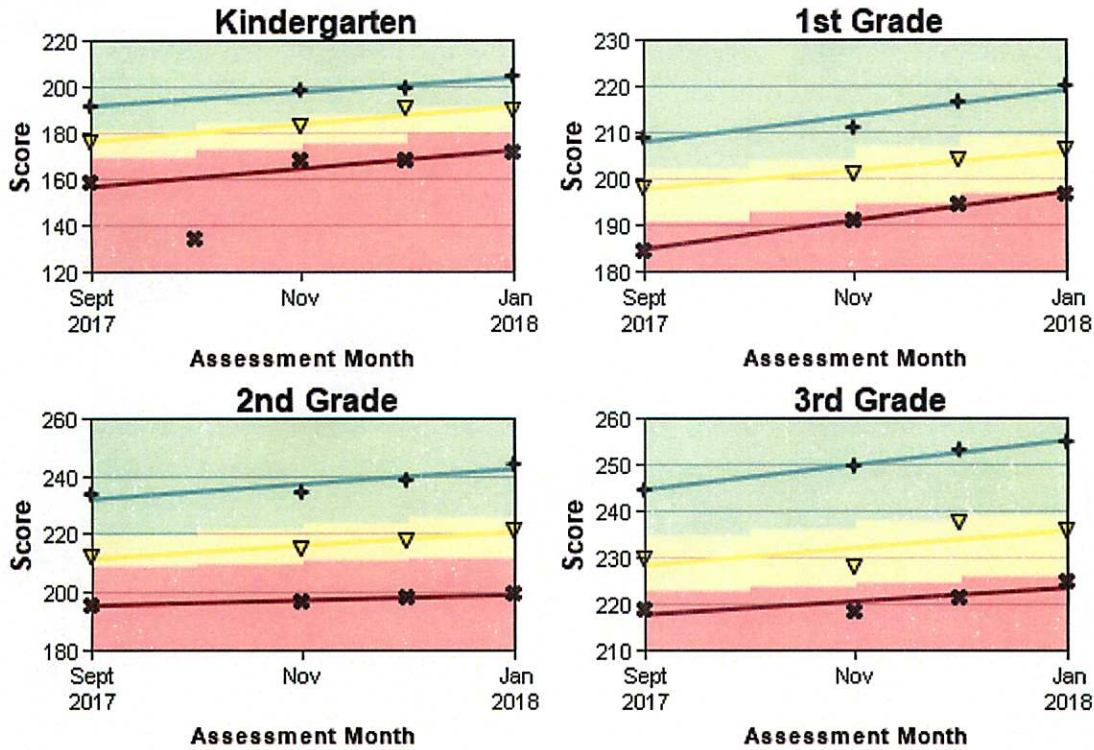 Kindergarten
220
200
180
160
140
120
Score
Sept
2017
Nov
Jan
2018
Assessment Month
1st Grade
230
220
210
200
190
180
Score
Sept
2017
Nov
Jan
2018
Assessment Month
2nd Grade
260
240
220
200
180
Score
Sept
2017
Nov
Jan
2018
Assessment Month
3rd Grade
260
250
240
230
220
210
Score
Sept
2017
Nov
Jan
2018
Assessment Month